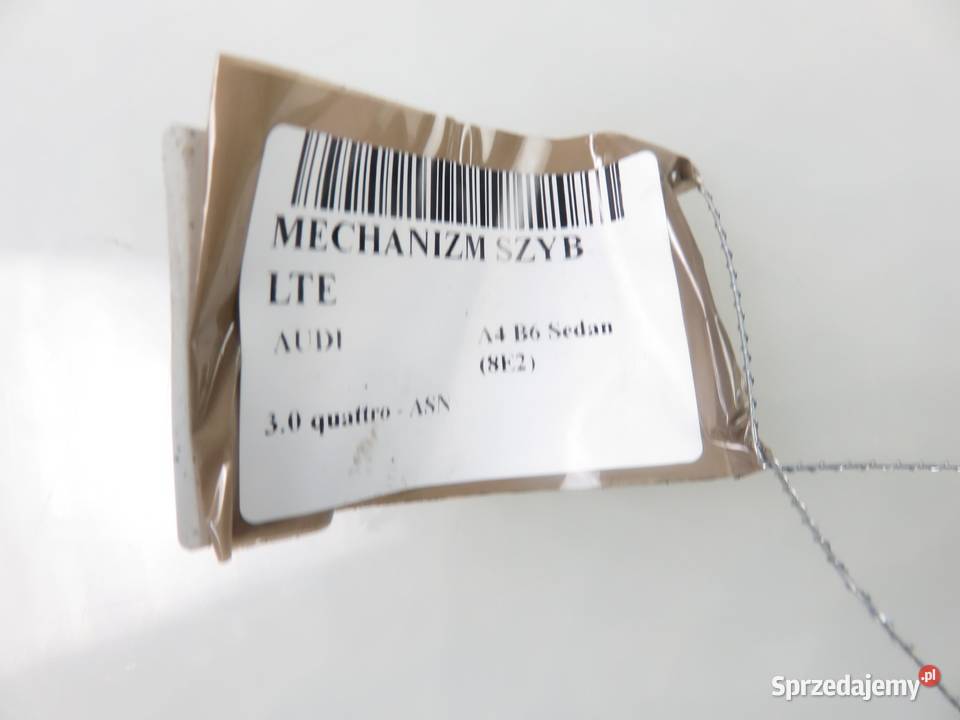 MECHANIZM SZYB
LTE
AUDI
A4 B6 Sedan
(8E2)
3.0 quattro - ASN
Sprzedajemy.pl